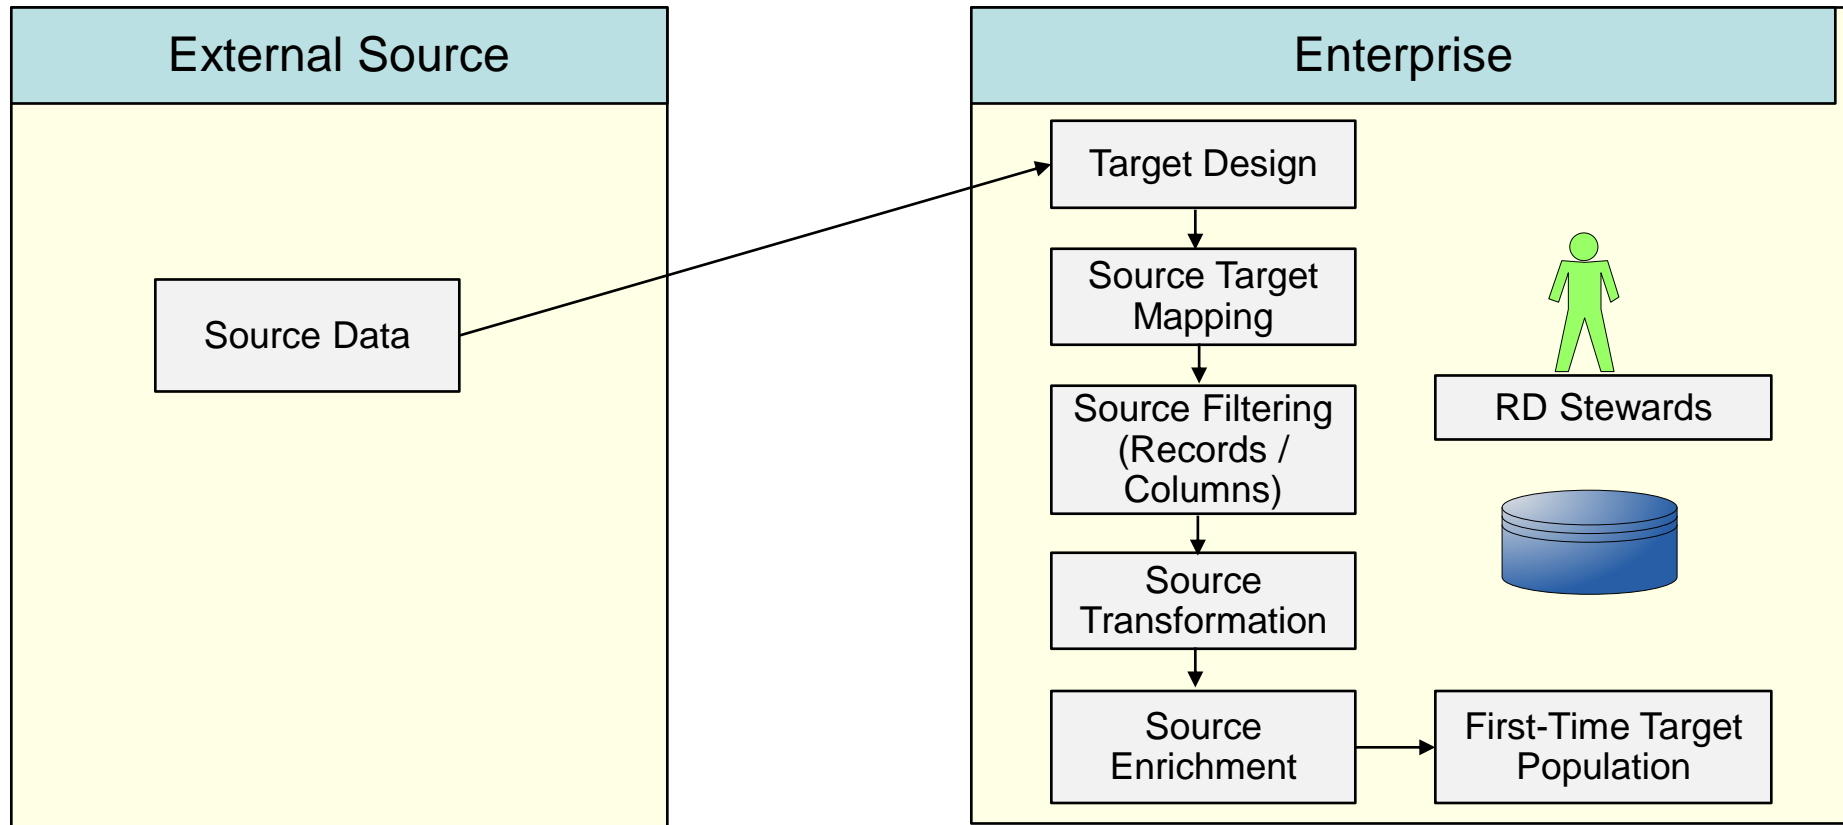 External Source
Enterprise
Source Data
Target Design
Source Target
Mapping
Source Filtering
(Records /
Columns)
Source
Transformation
Source
Enrichment
RD Stewards
First-Time Target
Population